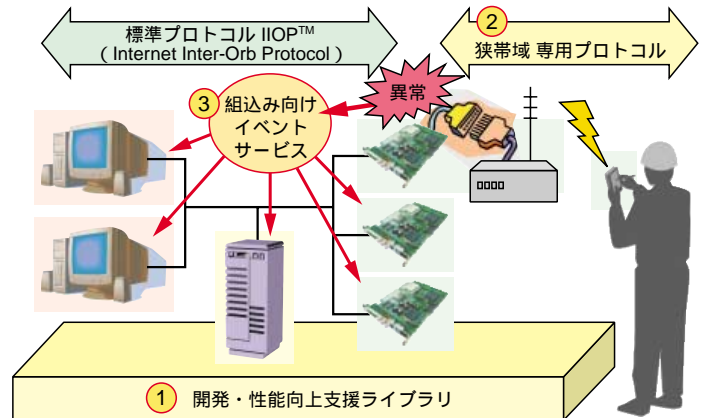 標準プロトコル IIOP™
( Internet Inter-Orb Protocol )
②
狭帯域 専用プロトコル
異常
③ 組込み向け
イベント
サービス
① 開発・性能向上支援ライブラリ